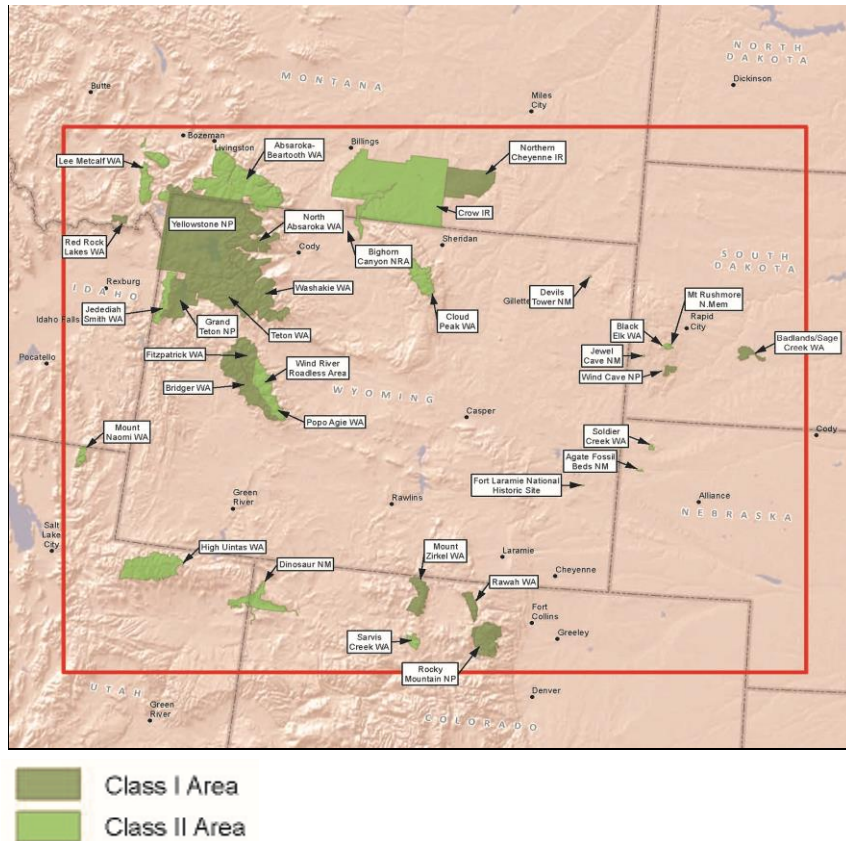 NORTH
DAKOTA
Dickinson
Butte
MONTANA
Miles
City
Bozeman
Livingston
Absaroka-
Beartooth WA
Billings
Northern
Cheyenne IR
Lee Metcalf WA
Yellowstone NP
North
Absaroka WA
Crow IR
Red Rock
Lakes WA
Cody
Bighorn
Canyon NRA
Sheridan
SOUTH
DAKOTA
Rexburg
IDAHO
Washakie WA
Devils
Tower NM
Gillette
Mt Rushmore
N.Mem
Idaho Falls
Jedediah
Smith WA
Grand
Teton NP
Teton WA
Cloud
Peak WA
Black
Elk WA
Rapid
City
Pocatello
Fitzpatrick WA
Wind River
Roadless Area
Jewel
Cave NM
Badlands/Sage
Creek WA
Wind Cave NP
Bridger WA
WYOMING
Popo Agie WA
Casper
Mount
Naomi WA
Soldier
Creek WA
Cody
Agate Fossil
Beds NM
Fort Laramie National
Historic Site
Green
River
Rawlins
Alliance
NEBRASKA
Salt
Lake
City
High Uintas WA
Mount
Zirkel WA
Laramie
Dinosaur NM
Cheyenne
Rawah WA
Fort
Collins
Greeley
Sarvis
Creek WA
Rocky
Mountain NP
UTAH
Green
River
Denver
COLORADO
Class I Area
Class II Area